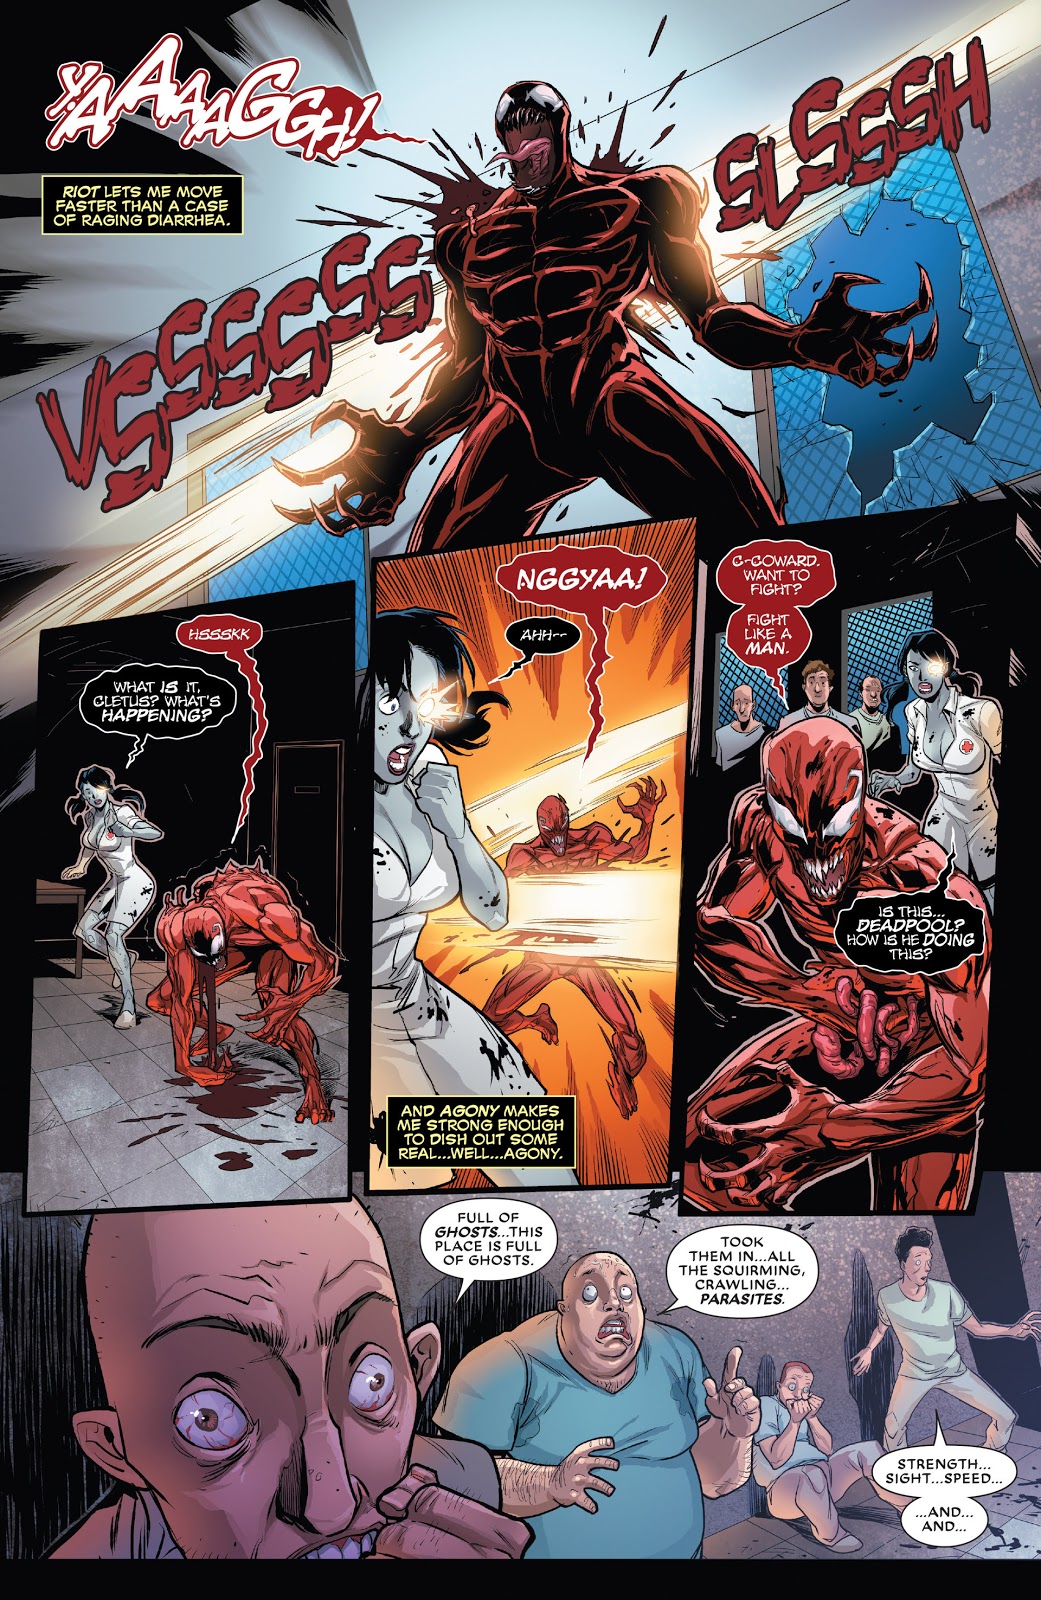 YAAAAAGGH!
RIOT LETS ME MOVE
FASTER THAN A CASE
OF RAGING DIARRHEA.
VSSSSSSS
SLSSSSH
HSSSKK
WHAT IS IT,
CLETUS? WHAT'S
HAPPENING?
NGGYAA!
AHH--
AND AGONY MAKES
ME STRONG ENOUGH
TO DISH OUT SOME
REAL...WELL...AGONY.
C-COWARD.
WANT TO
FIGHT?
FIGHT
LIKE A
MAN.
IS THIS...
DEADPOOL?
HOW IS HE DOING
THIS?
FULL OF
GHOSTS...THIS
PLACE IS FULL
OF GHOSTS.
TOOK
THEM IN...ALL
THE SQUIRMING,
CRAWLING...
PARASITES.
STRENGTH...
SIGHT...SPEED...
...AND...
AND...